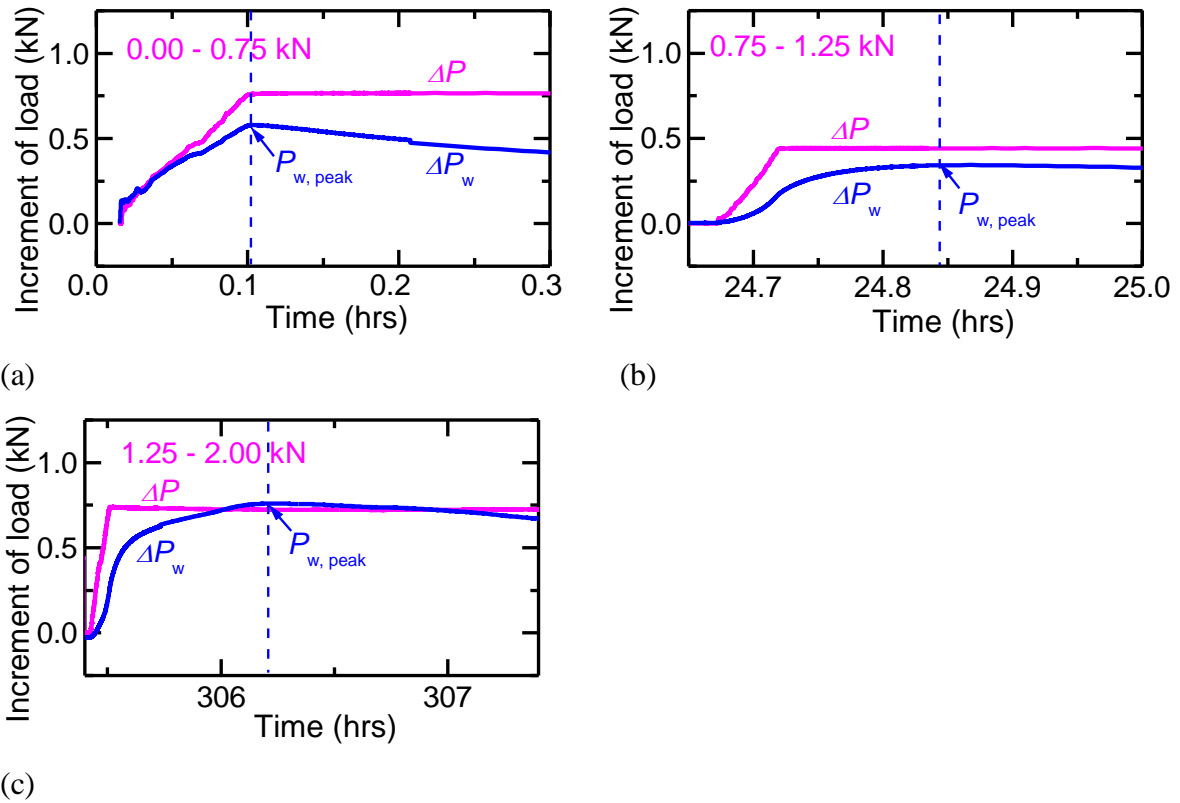 Increment of load (kN)
1.0
0.5
0.0
0.00 - 0.75 kN
ΔP
P w, peak
ΔP w
0.0 0.1 0.2 0.3
Time (hrs)
(a)
Increment of load (kN)
1.0
0.5
0.0
0.75 - 1.25 kN
ΔP
ΔP w
P w, peak
24.7 24.8 24.9 25.0
Time (hrs)
(b)
Increment of load (kN)
1.0
0.5
0.0
1.25 - 2.00 kN
ΔP
ΔP w
P w, peak
306 307
Time (hrs)
(c)